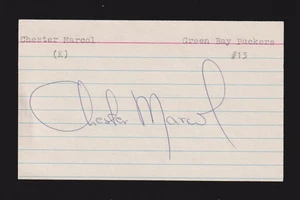 Chester Marcol Green Bay Packers
(K) #13
Chester Marcol